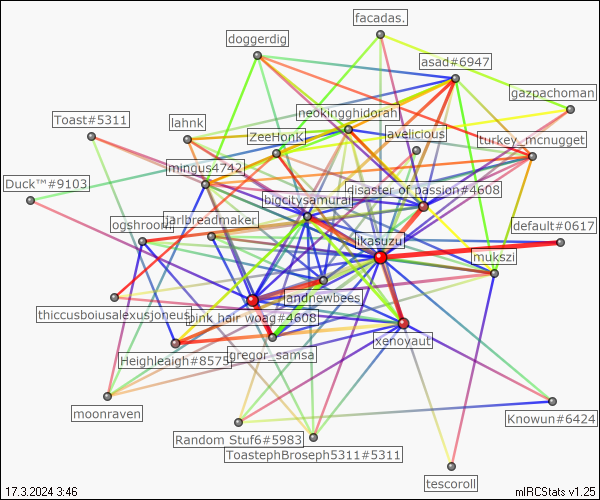 facadas.
doggerdig
asad#6947
gazpachoman
neokingghidorah
Toast#5311
lahnk
ZeeHonK
avelicious
turkey_mcnugget
mingus4742
Duck™#9103
disaster of passion#4608
bigcitysamurai
ogshroom
jarlbreadmaker
default#0617
ikasuzu
mukszi
landnewbees
thiccusboiusalexusjoneus
pink hair woag#4608
xenoyaut
Heighleaigh#8575
gregor_samsa
moonraven
Knowun#6424
Random Stuf6#5983
ToastephBroseph5311#5311
tescoroll
17.3.2024 3:46
mIRCStats v1.25